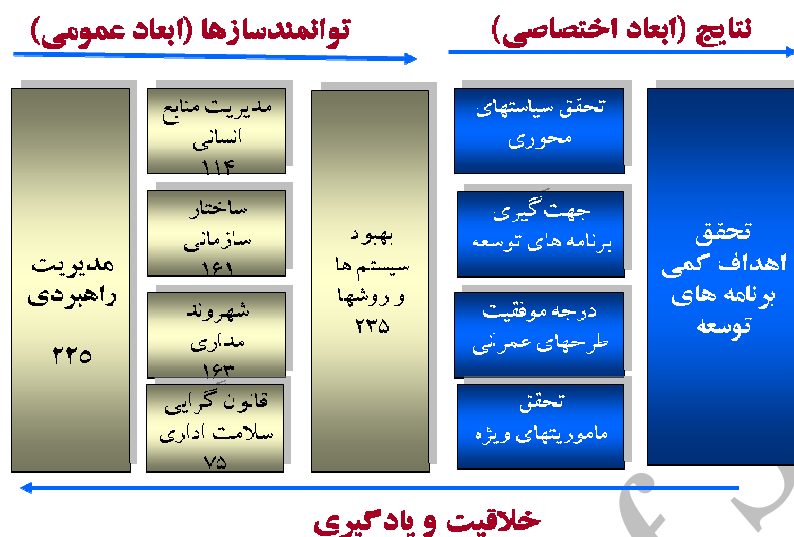 توانمندسازها (ابعاد عمومی)
نتایج (ابعاد اختصاصی)
مدیریت
راهبردی
۲۲۵
مدیریت منابع
انسانی
۱۱۴
ساختار
سازمانی
۱۶۹
شهروند
مداری
۱۶۳
قانون گرایی
سلامت اداری
۷۵
بهبود
سیستم ها
و روشها
۲۳۵
تحقق سیاستهای
محوری
جهت گیری
برنامه های توسعه
درجه موفقیت
طرحهای عمرانی
تحقق
ماموریتهای ویژه
تحقق
اهداف کمی
برنامه های
توسعه
خلاقیت و یادگیری